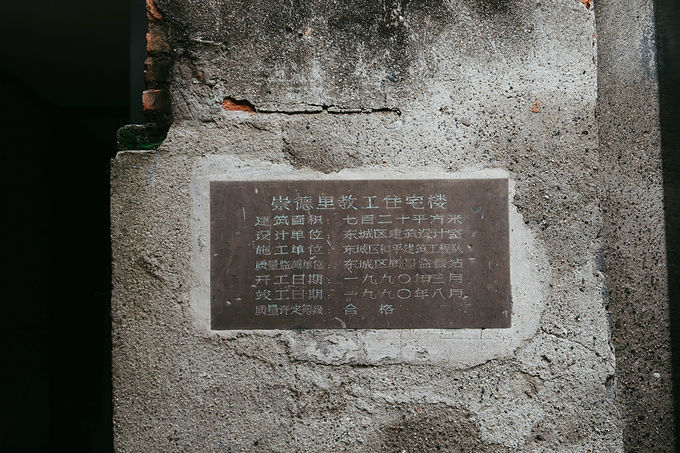 崇德里教工住宅楼
建筑面积：七百二十平方米
设计单位：东城区建筑设计室
施工单位：东城区和平建筑工程队
质量监督单位：东城区质量监督站
开工日期：一九九〇年三月
竣工日期：一九九〇年八月
质量评定等级：合格